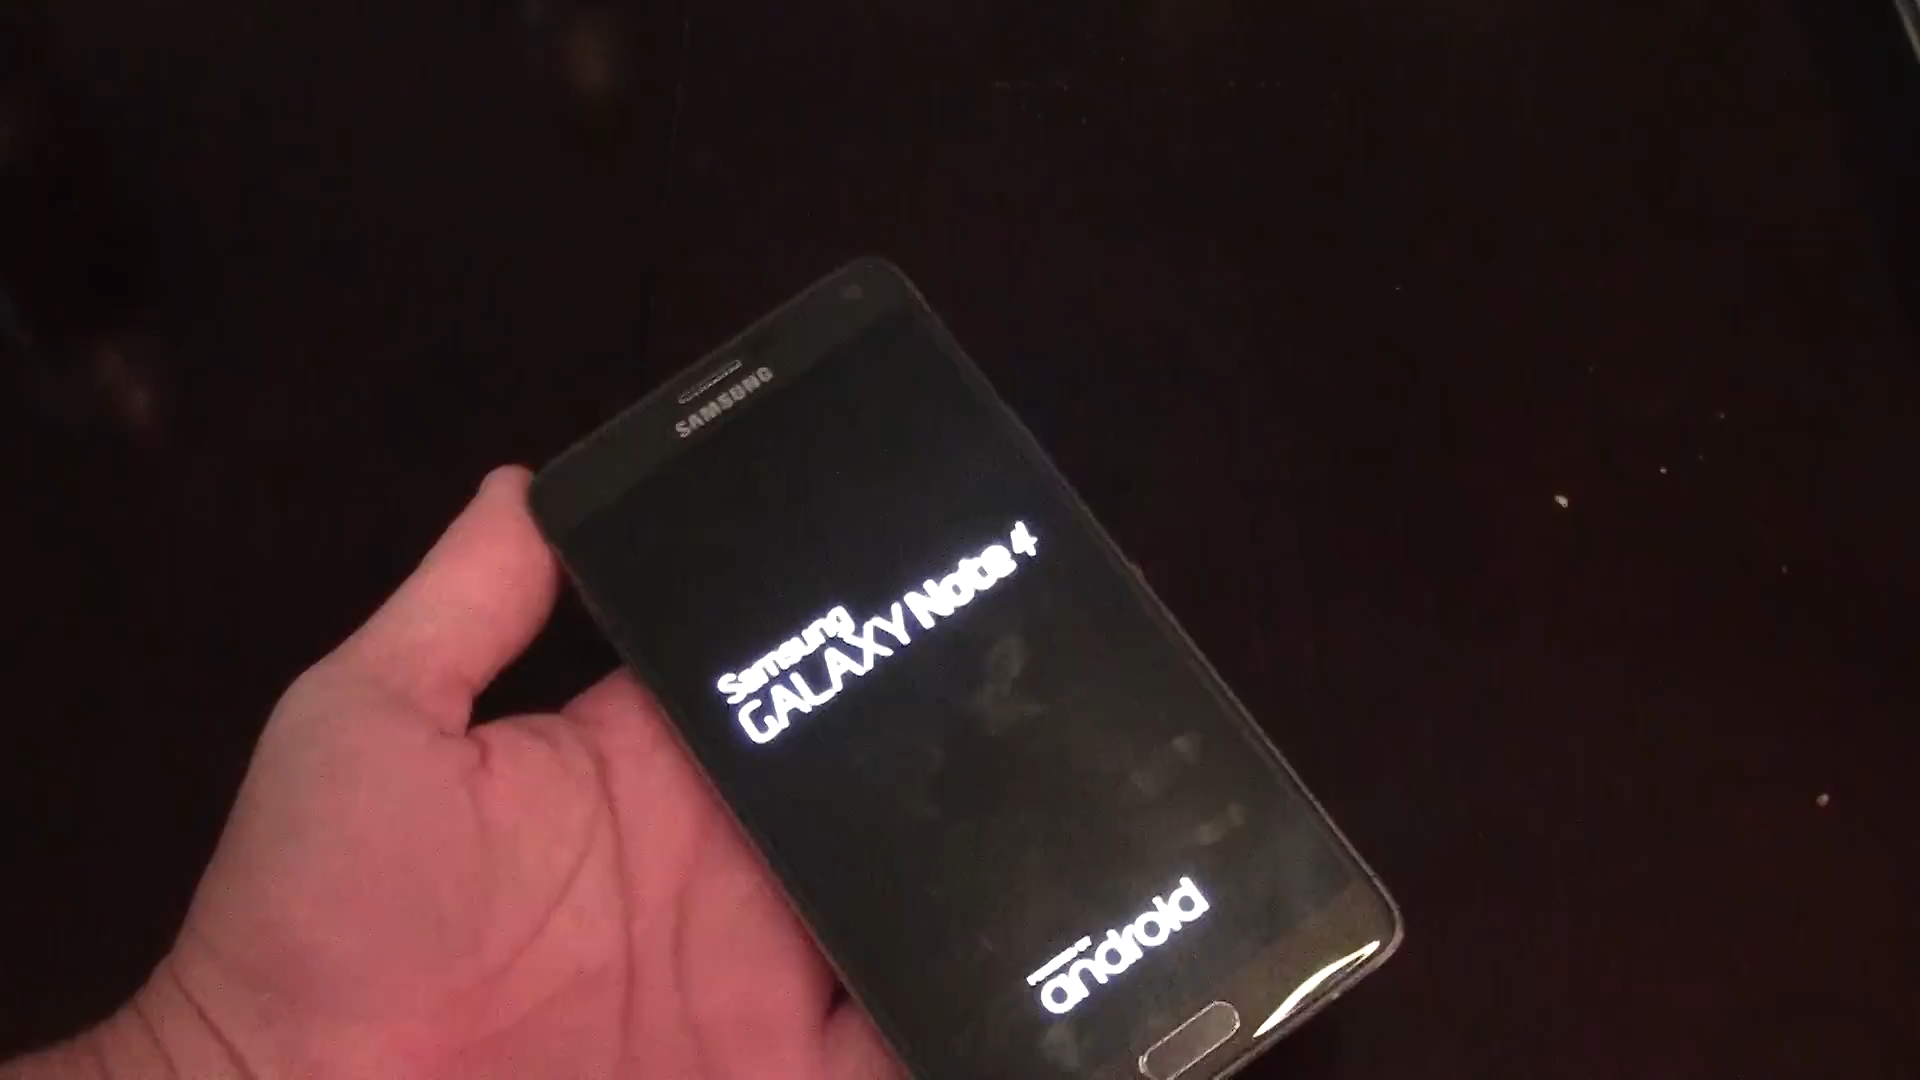 SAMSUNG
Samsung
GALAXY Note 4
android